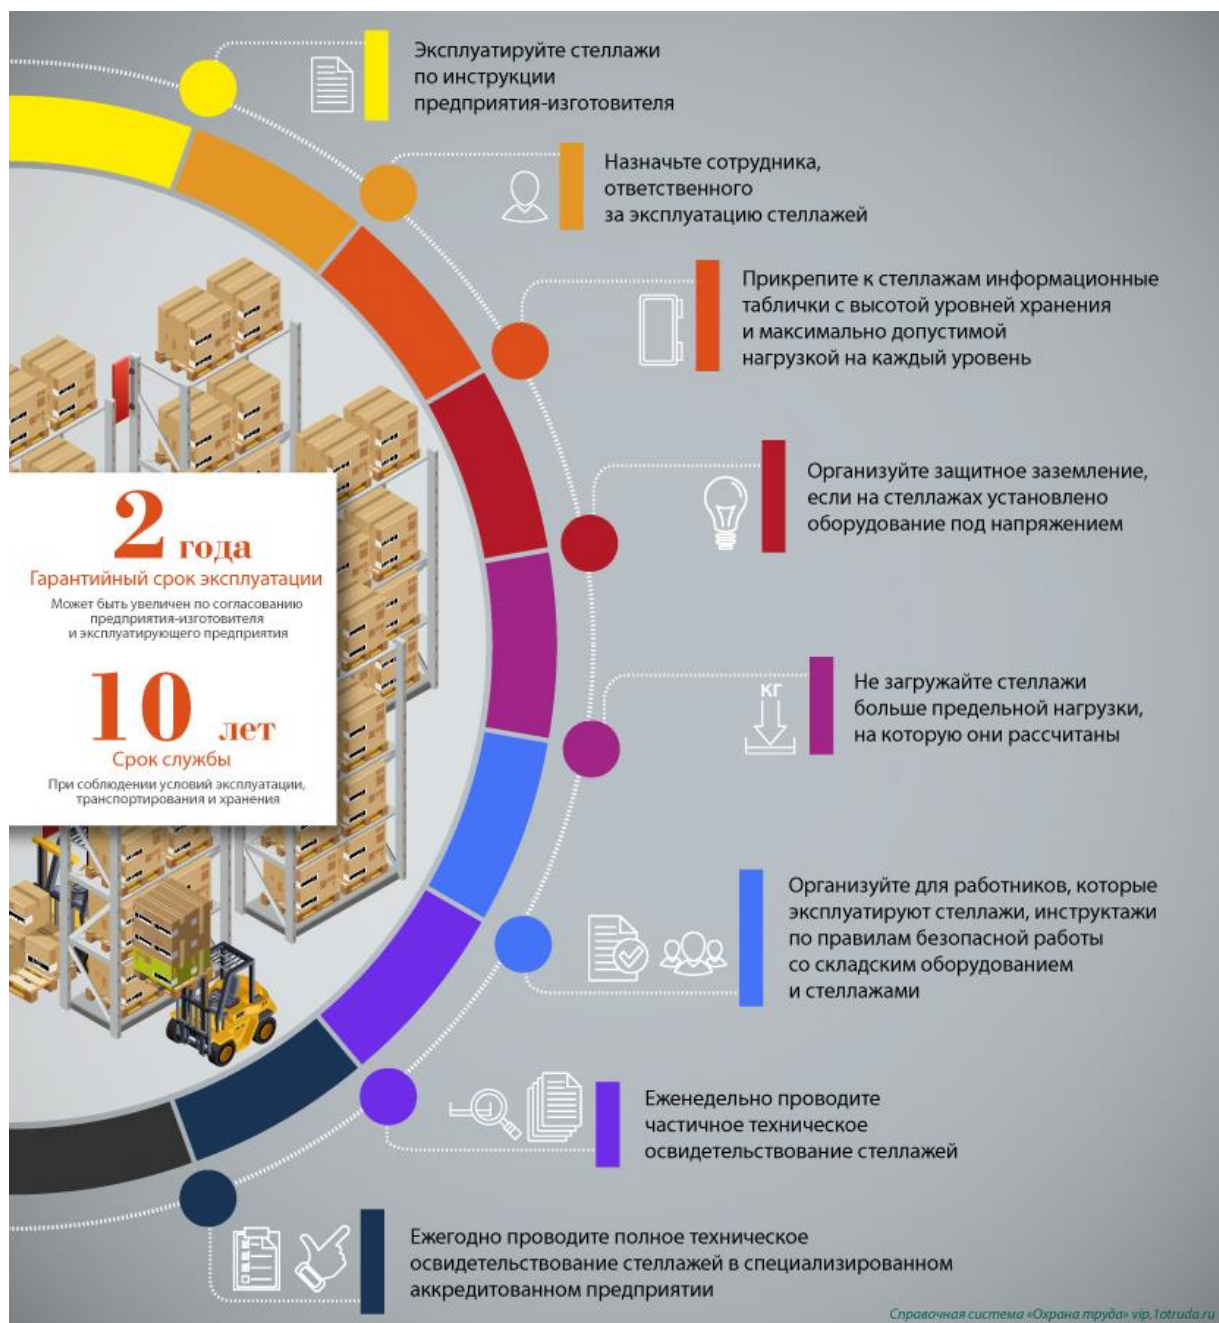 Эксплуатируйте стеллажи
по инструкции
предприятия-изготовителя
Назначьте сотрудника,
ответственного
за эксплуатацию стеллажей
Прикрепите к стеллажам информационные
таблички с высотой уровней хранения
и максимально допустимой
нагрузкой на каждый уровень
Организуйте защитное заземление,
если на стеллажах установлено
оборудование под напряжением
2 года
Гарантийный срок эксплуатации
Может быть увеличен по согласованию
предприятия-изготовителя
и эксплуатирующего предприятия
10 лет
Срок службы
При соблюдении условий эксплуатации,
транспортирования и хранения
кг
Не загружайте стеллажи
больше предельной нагрузки,
на которую они рассчитаны
Организуйте для работников, которые
эксплуатируют стеллажи, инструктажи
по правилам безопасной работы
со складским оборудованием
и стеллажами
Еженедельно проводите
частичное техническое
освидетельствование стеллажей
Ежегодно проводите полное техническое
освидетельствование стеллажей в специализированном
аккредитованном предприятии
Справочная система «Охрана труда» vip.1otruda.ru